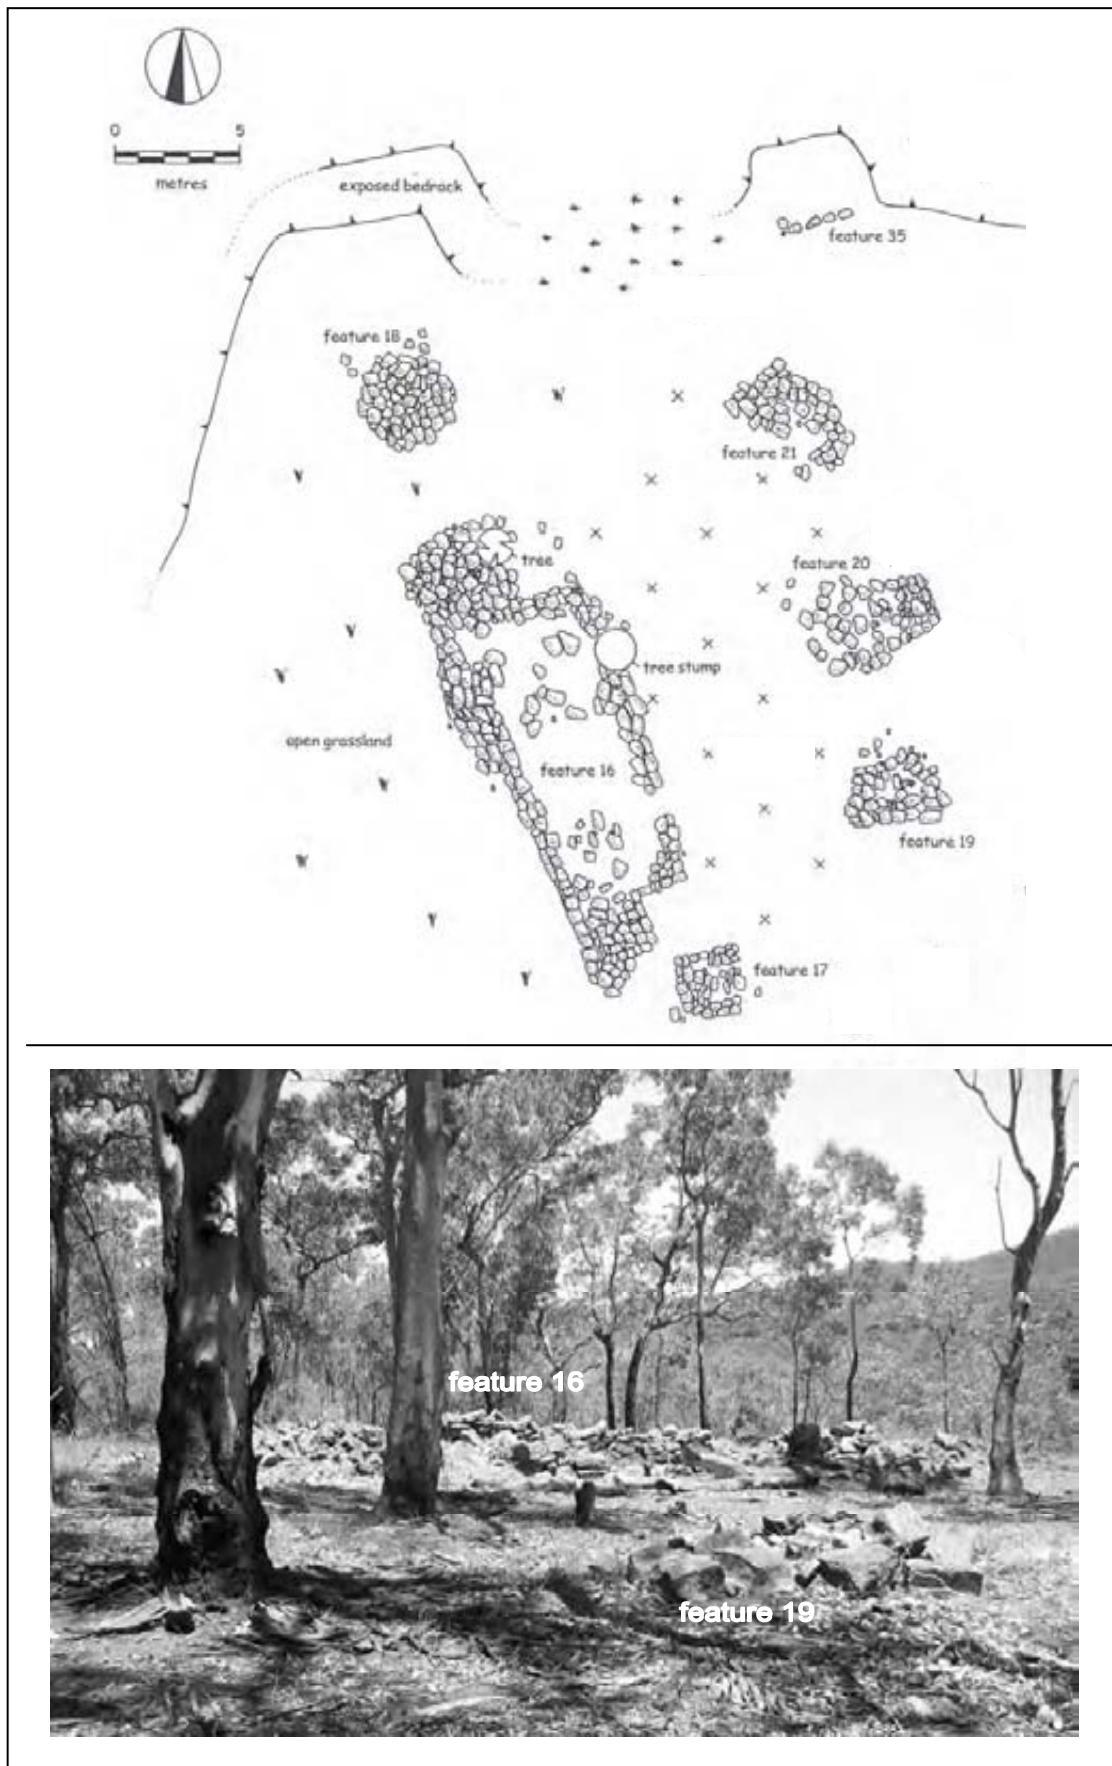 0 5
metres
exposed bedrock
feature 35
feature 18
feature 21
feature 20
tree
tree stump
open grassland
feature 16
feature 19
feature 17
feature 16
feature 19